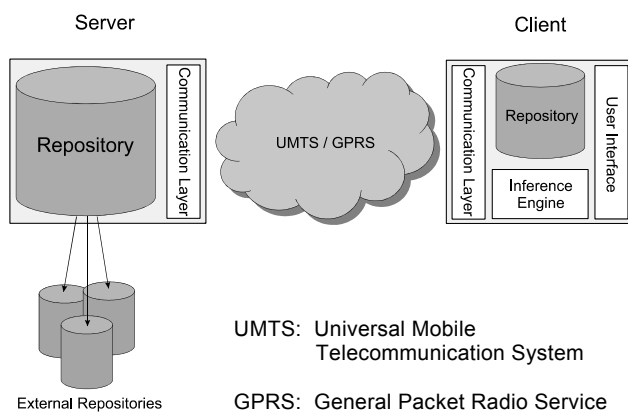 Server
Client
Repository
Communication Layer
UMTS / GPRS
Communication Layer
Repository
Inference
Engine
User Interface
External Repositories
UMTS: Universal Mobile
Telecommunication System
GPRS: General Packet Radio Service